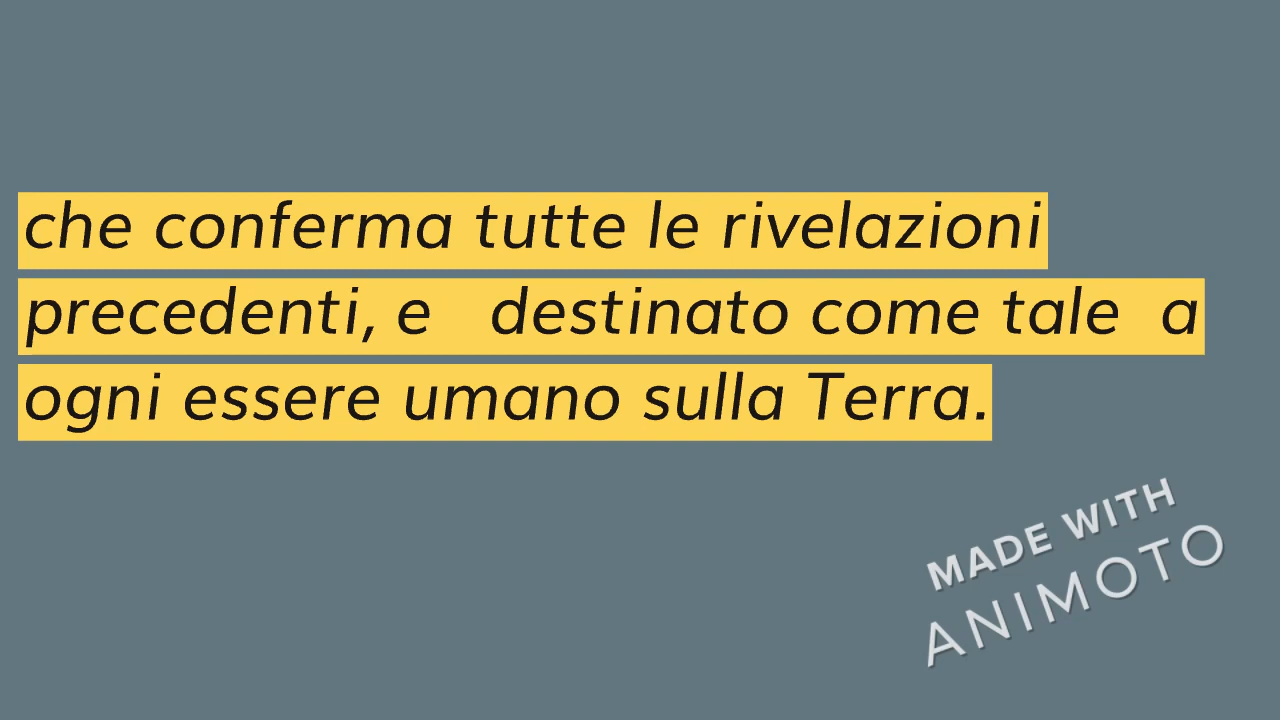 che conferma tutte le rivelazioni
precedenti, e   destinato come tale  a
ogni essere umano sulla Terra.
MADE WITH
ANIMOTO